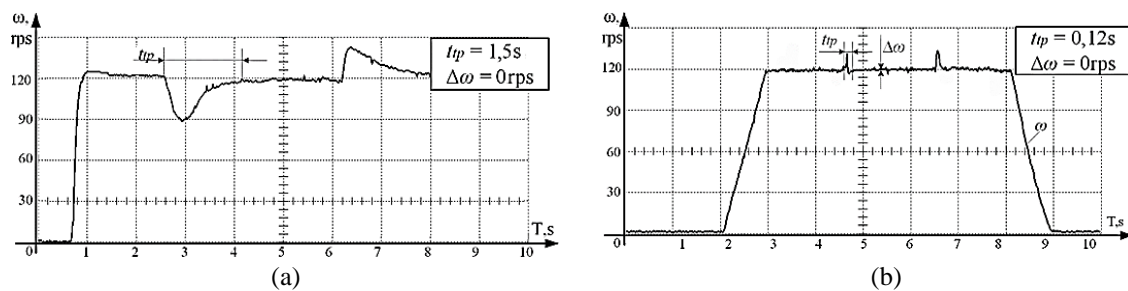 ω,
rps
120
90
60
30
0
1 2 3 4 5 6 7 8 9 10
T,s
t_tp
t_tp = 1,5s
Δω = 0rps
(a)
ω,
rps
120
90
60
30
0
1 2 3 4 5 6 7 8 9 10
T,s
t_tp
Δω
ω
t_tp = 0,12s
Δω = 0rps
(b)